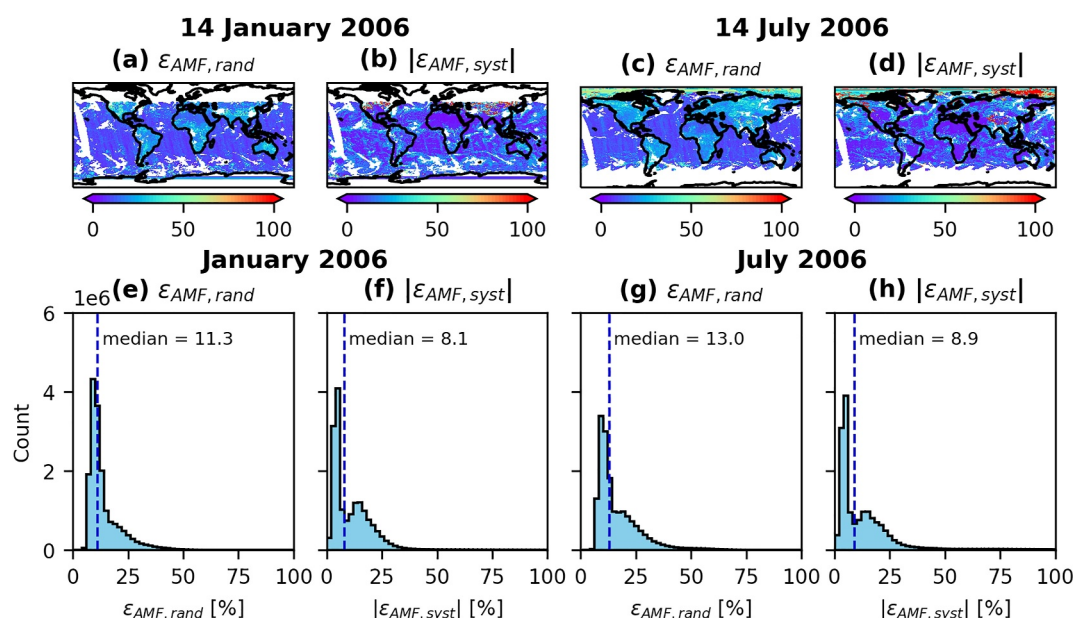 14 January 2006 14 July 2006
(a) εAMF, rand (b) |εAMF, syst| (c) εAMF, rand (d) |εAMF, syst|
0 50 100 0 50 100 0 50 100 0 50 100
January 2006 July 2006
(e) εAMF, rand (f) |εAMF, syst| (g) εAMF, rand (h) |εAMF, syst|
1e6
6
median = 11.3 median = 8.1 median = 13.0 median = 8.9
4
Count
2
0
0 25 50 75 100 0 25 50 75 100 0 25 50 75 100 0 25 50 75 100
εAMF, rand [%] |εAMF, syst| [%] εAMF, rand [%] |εAMF, syst| [%]